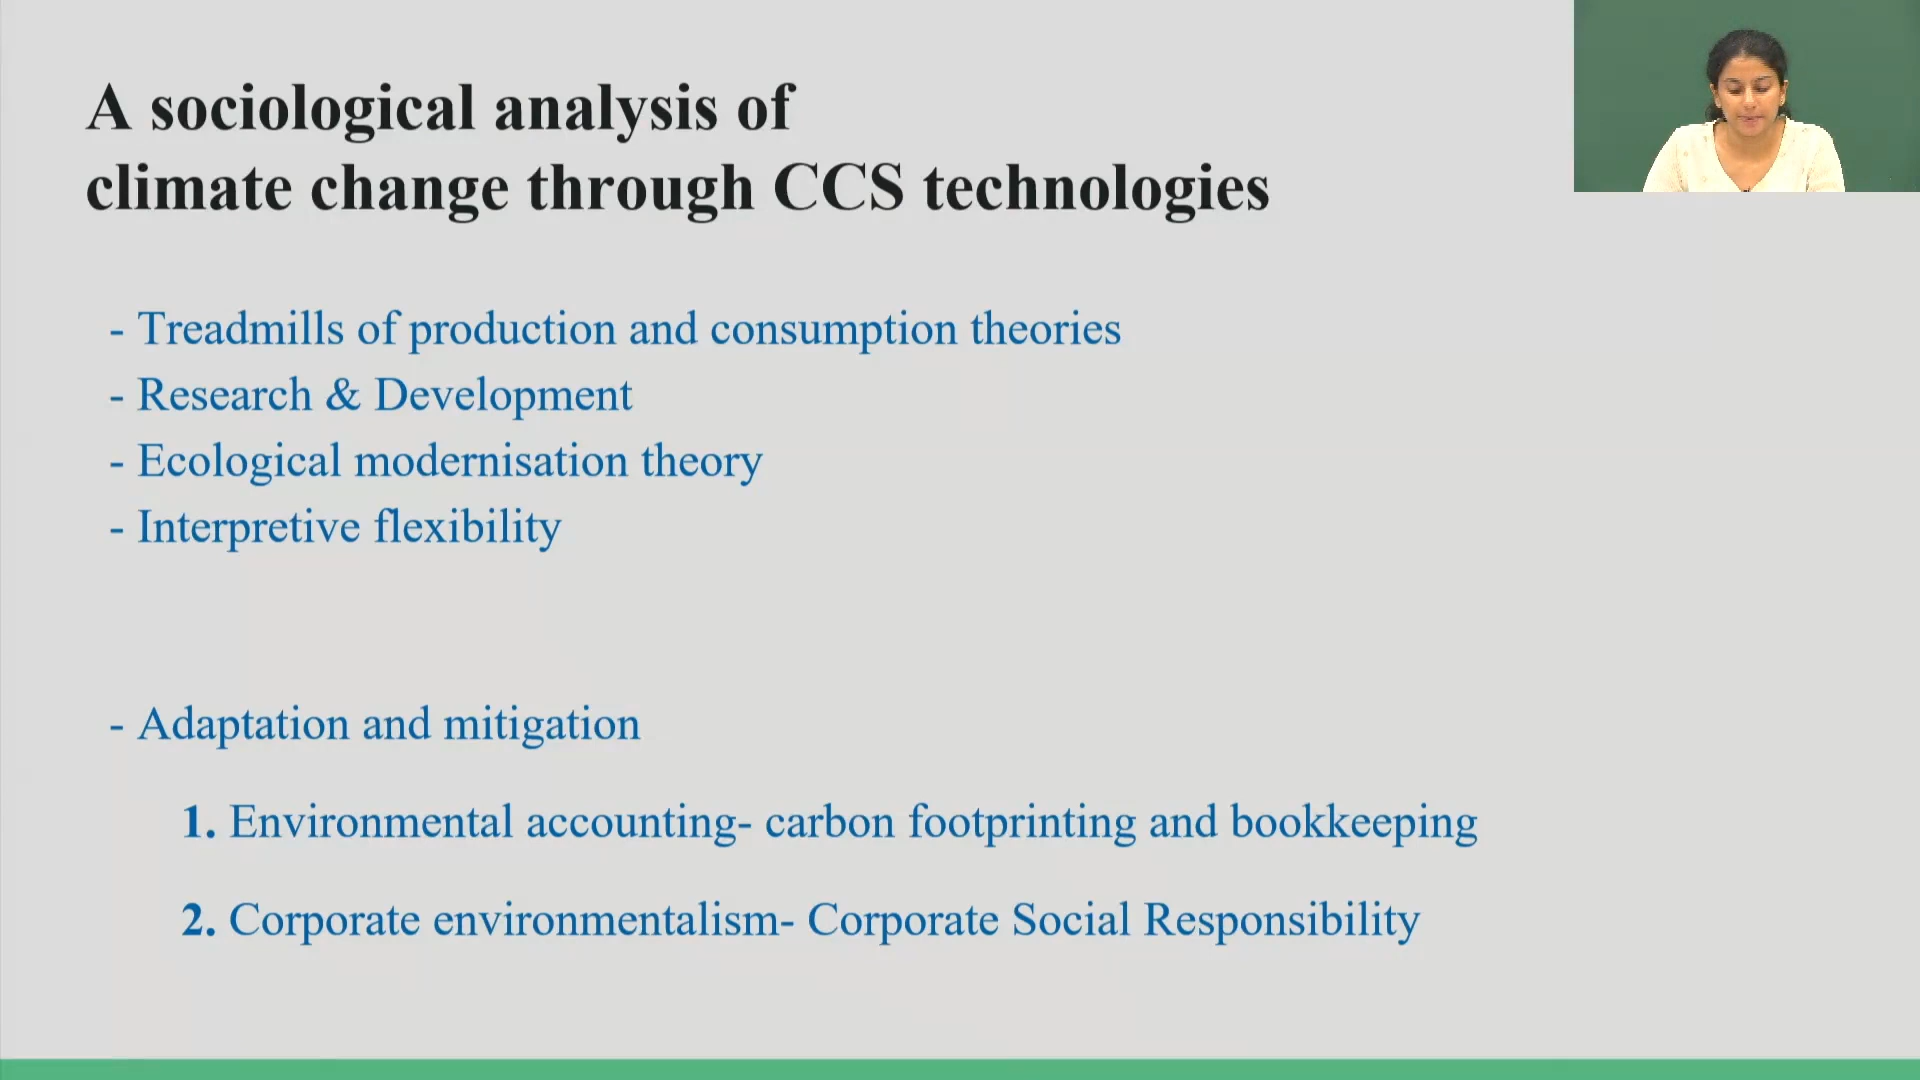 A sociological analysis of
climate change through CCS technologies
- Treadmills of production and consumption theories
- Research & Development
- Ecological modernisation theory
- Interpretive flexibility
- Adaptation and mitigation
1. Environmental accounting- carbon footprinting and bookkeeping
2. Corporate environmentalism- Corporate Social Responsibility